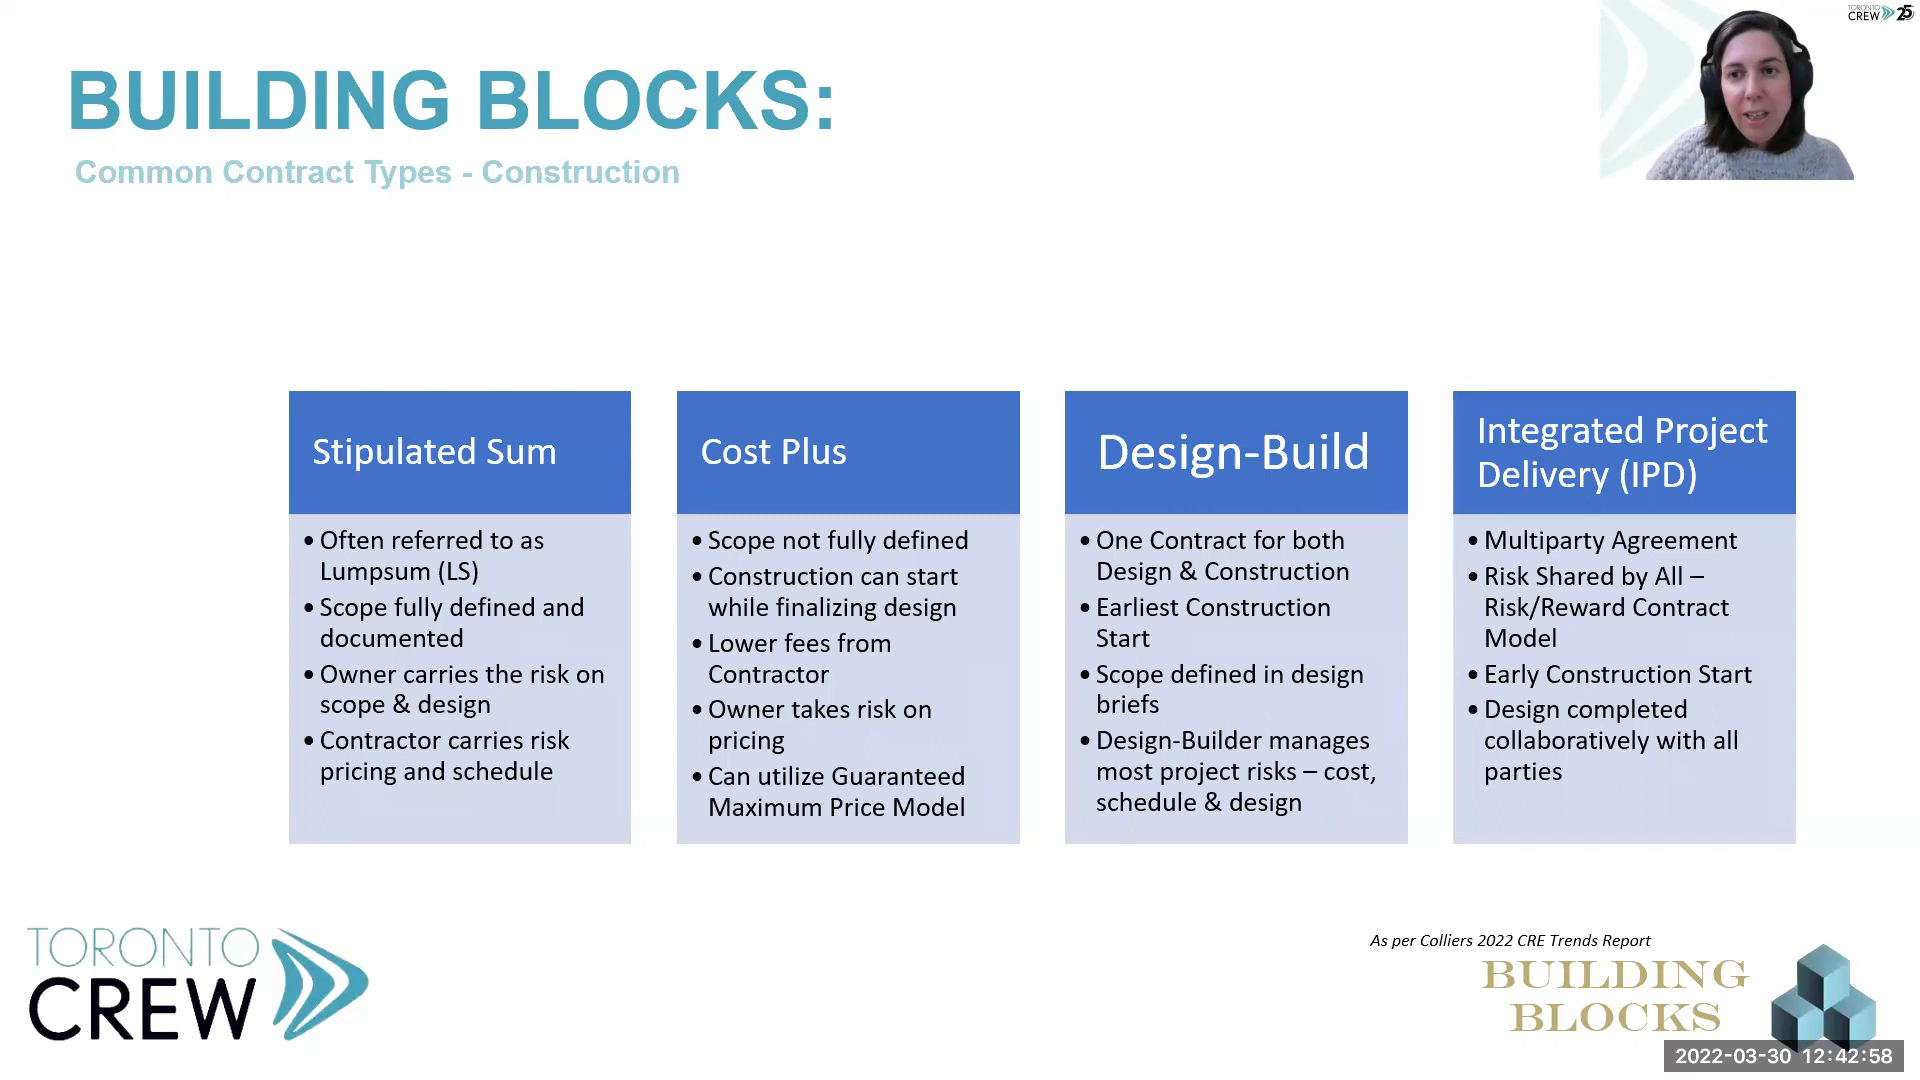 TORONTO
CREW 25
BUILDING BLOCKS:
Common Contract Types - Construction
Stipulated Sum
• Often referred to as
Lumpsum (LS)
• Scope fully defined and
documented
• Owner carries the risk on
scope & design
• Contractor carries risk
pricing and schedule
Cost Plus
• Scope not fully defined
• Construction can start
while finalizing design
• Lower fees from
Contractor
• Owner takes risk on
pricing
• Can utilize Guaranteed
Maximum Price Model
Design-Build
• One Contract for both
Design & Construction
• Earliest Construction
Start
• Scope defined in design
briefs
• Design-Builder manages
most project risks – cost,
schedule & design
Integrated Project
Delivery (IPD)
• Multiparty Agreement
• Risk Shared by All –
Risk/Reward Contract
Model
• Early Construction Start
• Design completed
collaboratively with all
parties
TORONTO
CREW
As per Colliers 2022 CRE Trends Report
BUILDING
BLOCKS
2022-03-30 12:42:58